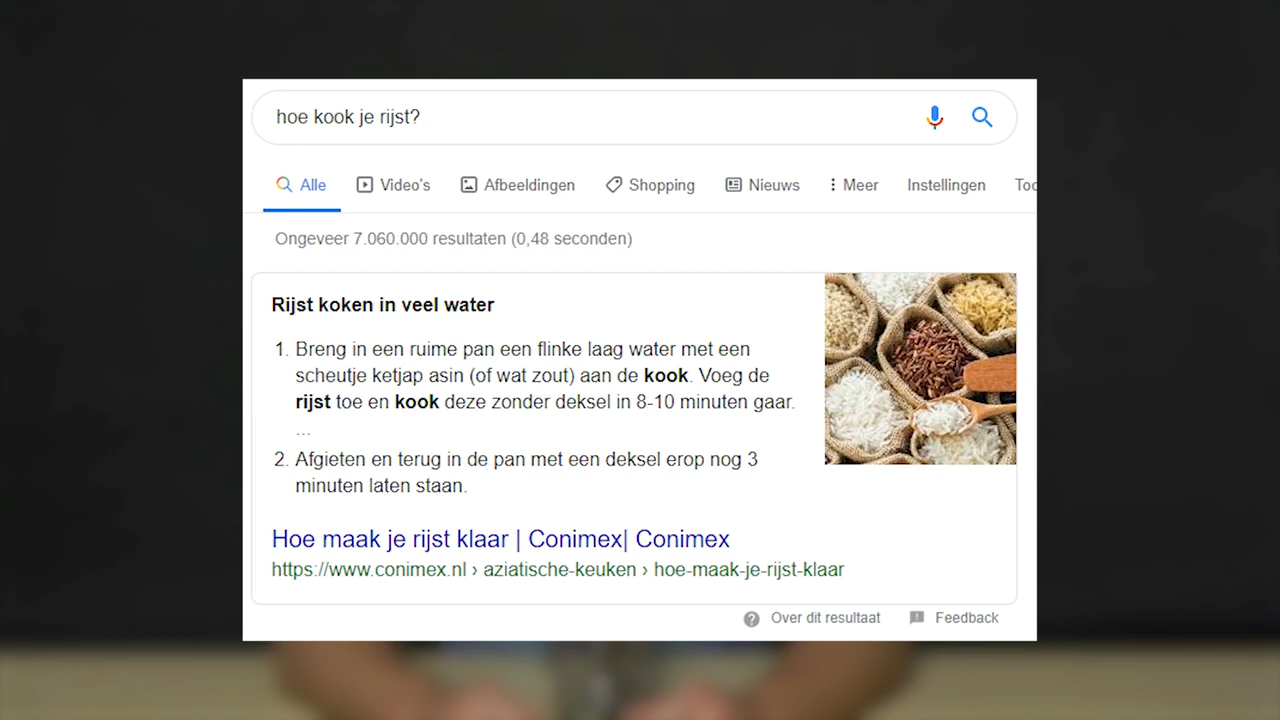 hoe kook je rijst?
Alle Video's Afbeeldingen Shopping Nieuws Meer Instellingen Too
Ongeveer 7.060.000 resultaten (0,48 seconden)
Rijst koken in veel water
1. Breng in een ruime pan een flinke laag water met een
scheutje ketjap asin (of wat zout) aan de kook. Voeg de
rijst toe en kook deze zonder deksel in 8-10 minuten gaar.
...
2. Afgieten en terug in de pan met een deksel erop nog 3
minuten laten staan.
Hoe maak je rijst klaar | Conimex| Conimex
https://www.conimex.nl › aziatische-keuken › hoe-maak-je-rijst-klaar
Over dit resultaat Feedback